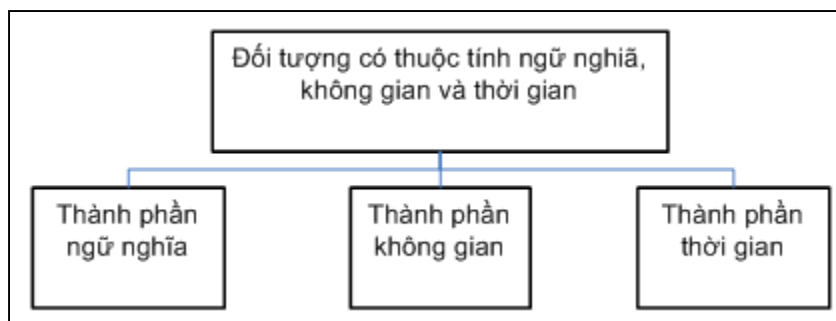 Đối tượng có thuộc tính ngữ nghiã,
không gian và thời gian
Thành phần
ngữ nghĩa
Thành phần
không gian
Thành phần
thời gian